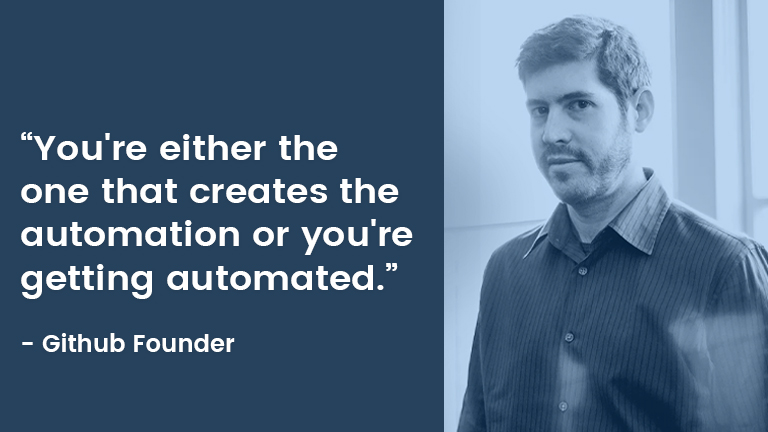 “You're either the
one that creates the
automation or you're
getting automated.”
- Github Founder